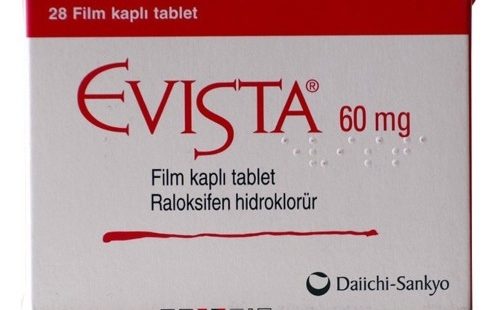 28 Film kaplı tablet
EVISTA® 60 mg
Film kaplı tablet
Raloksifen hidroklorür
Daiichi-Sankyo